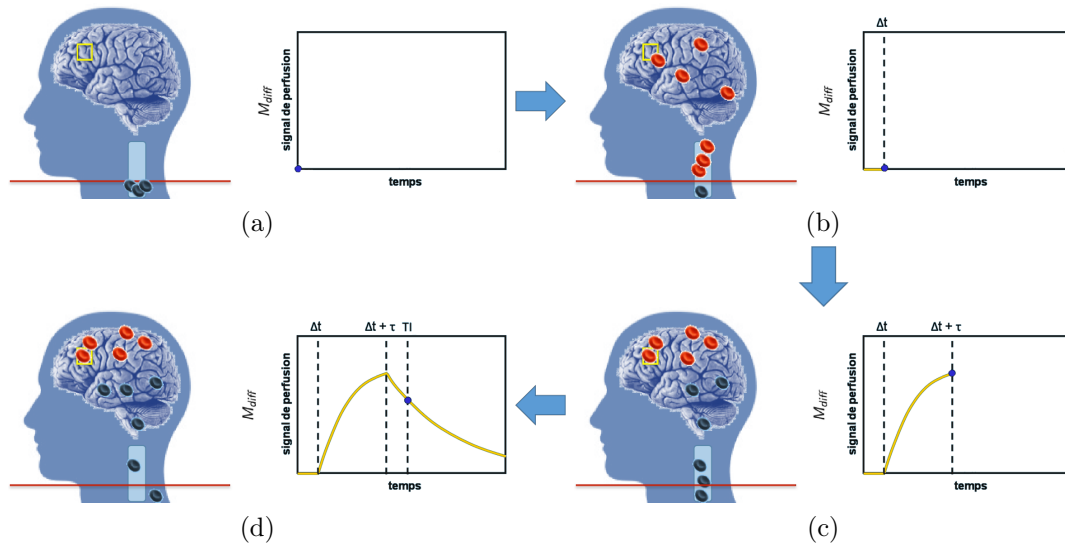 M_diff
signal de perfusion
temps
(a)
Δt
M_diff
signal de perfusion
temps
(b)
Δt Δt + τ TI
M_diff
signal de perfusion
temps
(d)
Δt Δt + τ
M_diff
signal de perfusion
temps
(c)